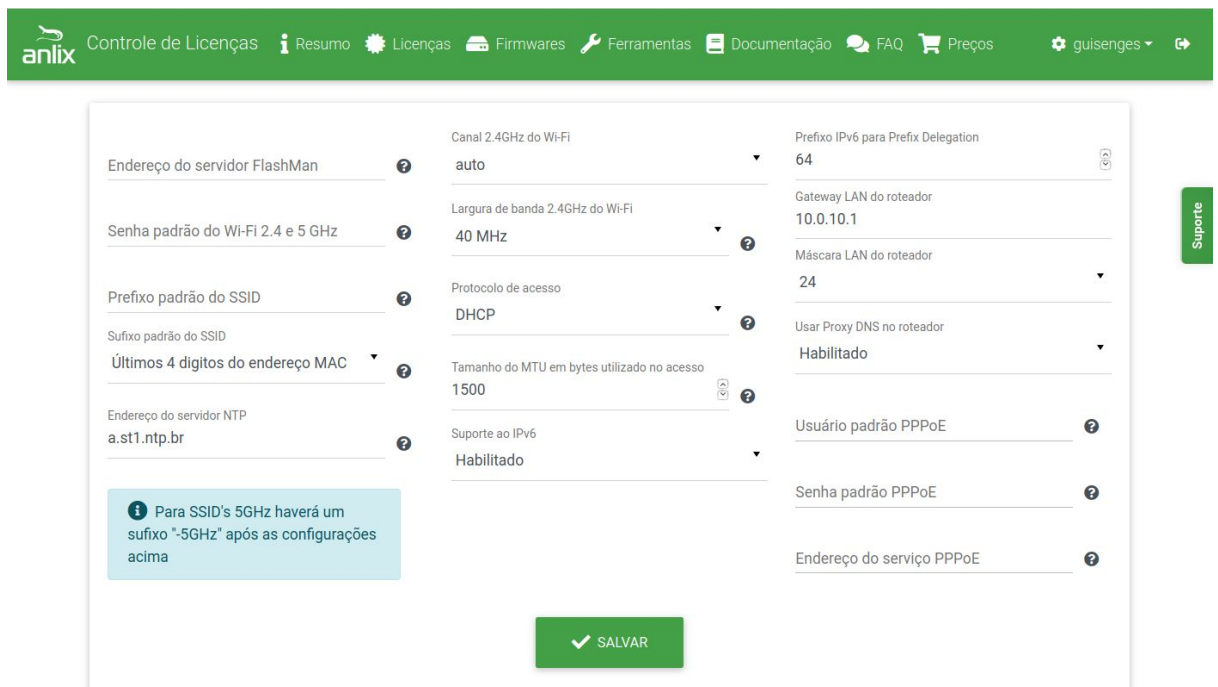 anlix
Controle de Licenças
Resumo
Licenças
Firmwares
Ferramentas
Documentação
FAQ
Preços
guisenges
Endereço do servidor FlashMan
Senha padrão do Wi-Fi 2.4 e 5 GHz
Prefixo padrão do SSID
Sufixo padrão do SSID
Últimos 4 digitos do endereço MAC
Endereço do servidor NTP
a.st1.ntp.br
Para SSID's 5GHz haverá um
sufixo "-5GHz" após as configurações
acima
Canal 2.4GHz do Wi-Fi
auto
Largura de banda 2.4GHz do Wi-Fi
40 MHz
Protocolo de acesso
DHCP
Tamanho do MTU em bytes utilizado no acesso
1500
Suporte ao IPv6
Habilitado
Prefixo IPv6 para Prefix Delegation
64
Gateway LAN do roteador
10.0.10.1
Máscara LAN do roteador
24
Usar Proxy DNS no roteador
Habilitado
Usuário padrão PPPoE
Senha padrão PPPoE
Endereço do serviço PPPoE
SALVAR
Suporte